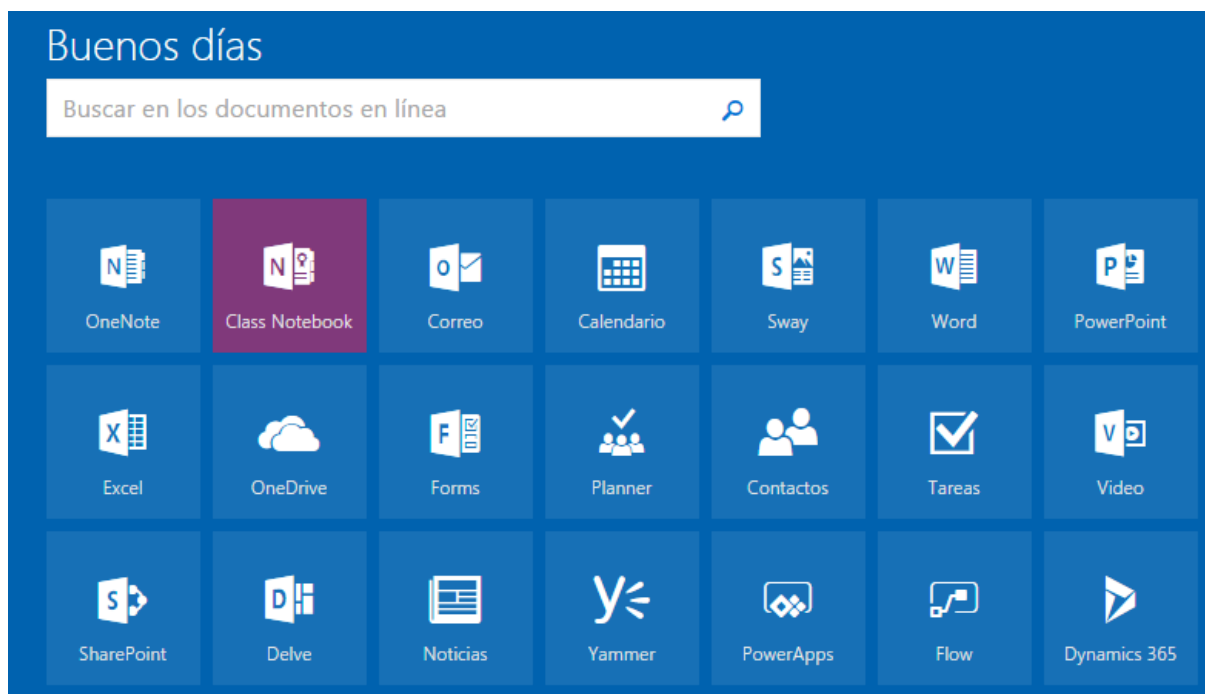 Buenos días
Buscar en los documentos en línea
OneNote Class Notebook Correo Calendario Sway Word PowerPoint
Excel OneDrive Forms Planner Contactos Tareas Video
SharePoint Delve Noticias Yammer PowerApps Flow Dynamics 365